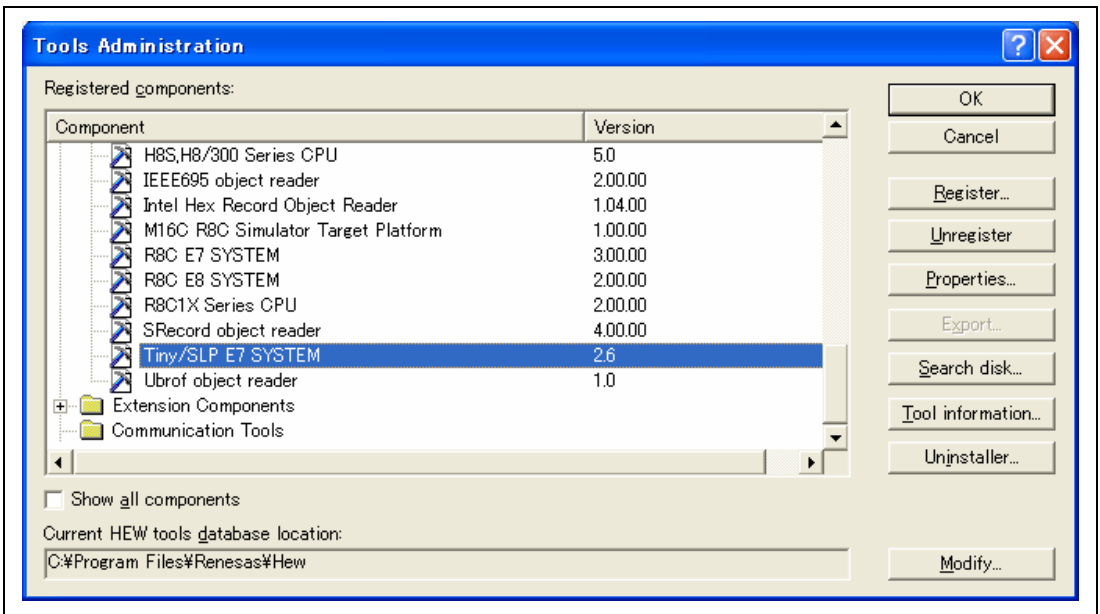 Tools Administration
Registered components:
Component Version
H8S,H8/300 Series CPU 5.0
IEEE695 object reader 2.00.00
Intel Hex Record Object Reader 1.04.00
M16C R8C Simulator Target Platform 1.00.00
R8C E7 SYSTEM 3.00.00
R8C E8 SYSTEM 2.00.00
R8C1X Series CPU 2.00.00
SRecord object reader 4.00.00
Tiny/SLP E7 SYSTEM 2.6
Ubrof object reader 1.0
Extension Components
Communication Tools
Show all components
Current HEW tools database location:
C:¥Program Files¥Renesas¥Hew
OK
Cancel
Register...
Unregister
Properties...
Export...
Search disk...
Tool information...
Uninstaller...
Modify...